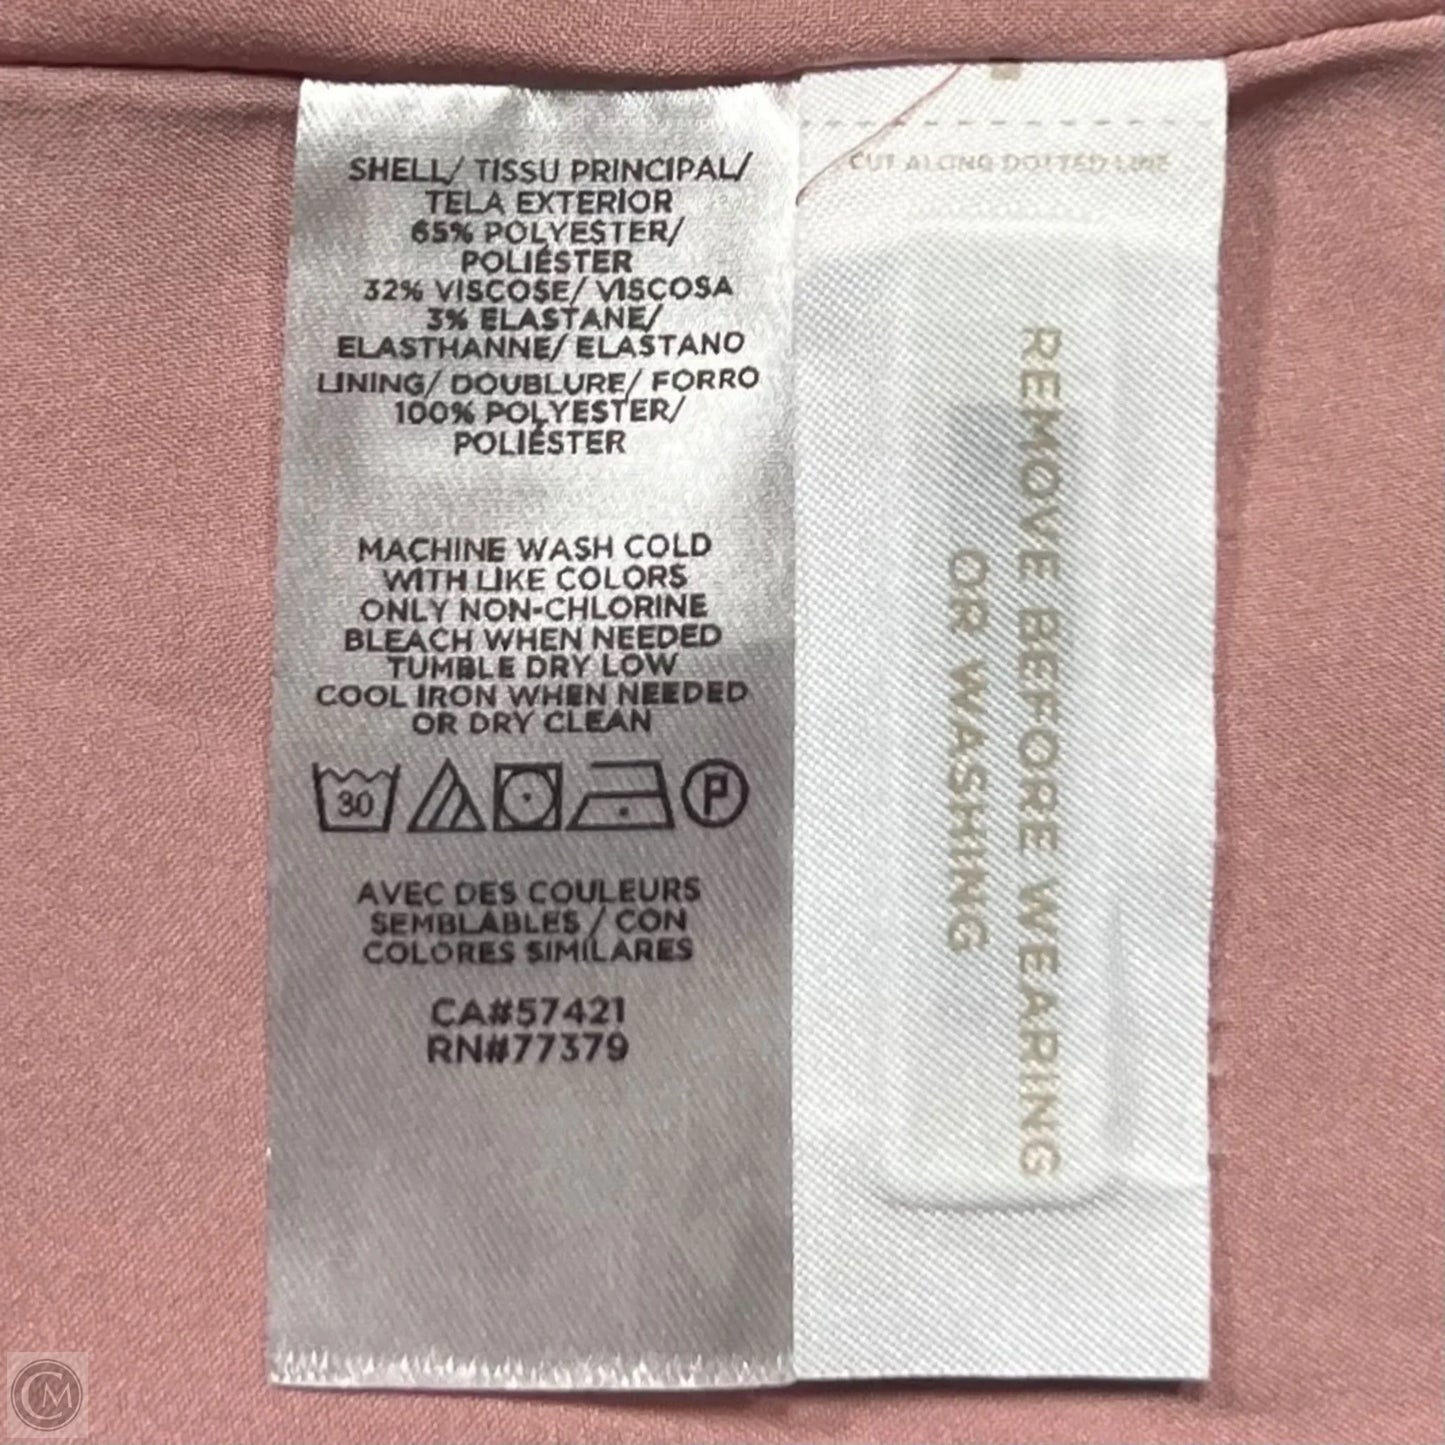 SHELL/ TISSU PRINCIPAL/
TELA EXTERIOR
65% POLYESTER/
POLIÉSTER
32% VISCOSE/ VISCOSA
3% ELASTANE/
ELASTHANNE/ ELASTANO
LINING/ DOUBLURE/ FORRO
100% POLYESTER/
POLIÉSTER
MACHINE WASH COLD
WITH LIKE COLORS
ONLY NON-CHLORINE
BLEACH WHEN NEEDED
TUMBLE DRY LOW
COOL IRON WHEN NEEDED
OR DRY CLEAN
30
P
AVEC DES COULEURS
SEMBLABLES / CON
COLORES SIMILARES
CA#57421
RN#77379
CUT ALONG DOTTED LINE
REMOVE BEFORE WEARING
OR WASHING
CM